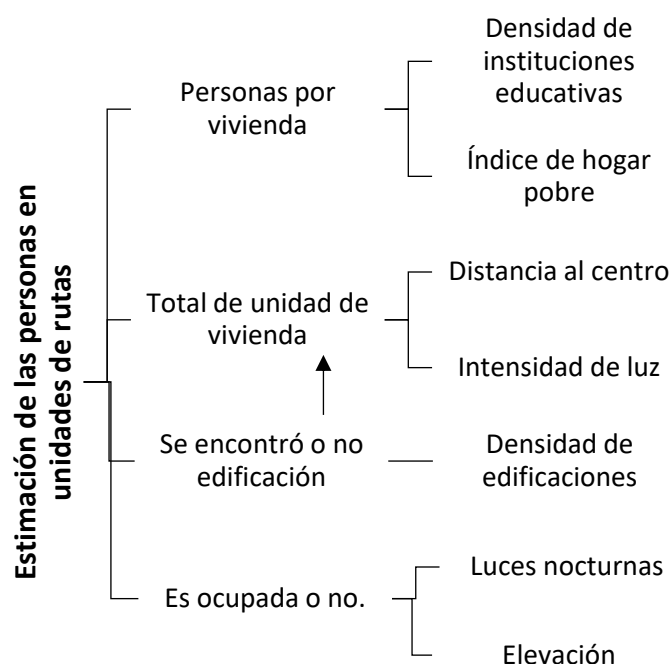 Estimación de las personas en
unidades de rutas
Personas por
vivienda
Densidad de
instituciones
educativas
Índice de hogar
pobre
Total de unidad de
vivienda
Distancia al centro
Intensidad de luz
Se encontró o no
edificación
Densidad de
edificaciones
Es ocupada o no.
Luces nocturnas
Elevación